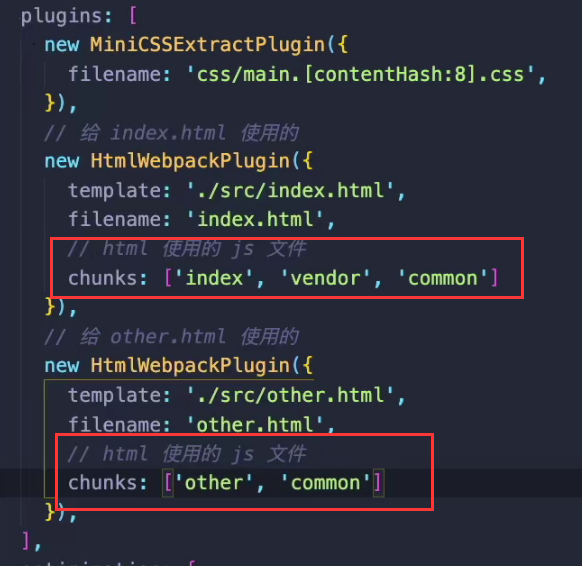 plugins: [
new MiniCSSExtractPlugin({
filename: 'css/main.[contentHash:8].css',
}),
// 给 index.html 使用的
new HtmlWebpackPlugin({
template: './src/index.html',
filename: 'index.html',
// html 使用的 js 文件
chunks: ['index', 'vendor', 'common']
}),
// 给 other.html 使用的
new HtmlWebpackPlugin({
template: './src/other.html',
filename: 'other.html',
// html 使用的 js 文件
chunks: ['other', 'common']
}),
],